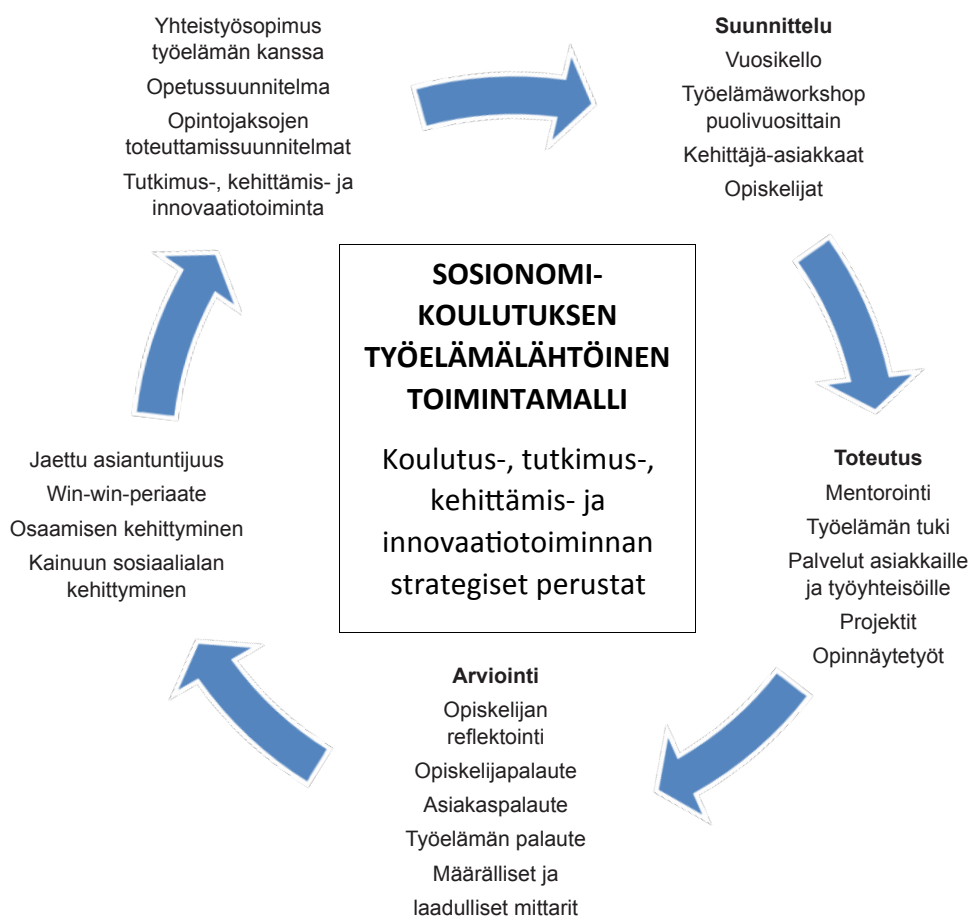 Yhteistyösopimus
työelämän kanssa
Opetussuunnitelma
Opintojaksojen
toteuttamissuunnitelmat
Tutkimus-, kehittämis- ja
innovaatiotoiminta
Suunnittelu
Vuosikello
Työelämäworkshop
puolivuosittain
Kehittäjä-asiakkaat
Opiskelijat
SOSIONOMI-
KOULUTUKSEN
TYÖELÄMÄLÄHTÖINEN
TOIMINTAMALLI
Koulutus-, tutkimus-,
kehittämis- ja
innovaatiotoiminnan
strategiset perustat
Toteutus
Mentorointi
Työelämän tuki
Palvelut asiakkaille
ja työyhteisöille
Projektit
Opinnäytetyöt
Arviointi
Opiskelijan
reflektointi
Opiskelijapalaute
Asiakaspalaute
Työelämän palaute
Määrälliset ja
laadulliset mittarit
Jaettu asiantuntijuus
Win-win-periaate
Osaamisen kehittyminen
Kainuun sosiaalialan
kehittyminen